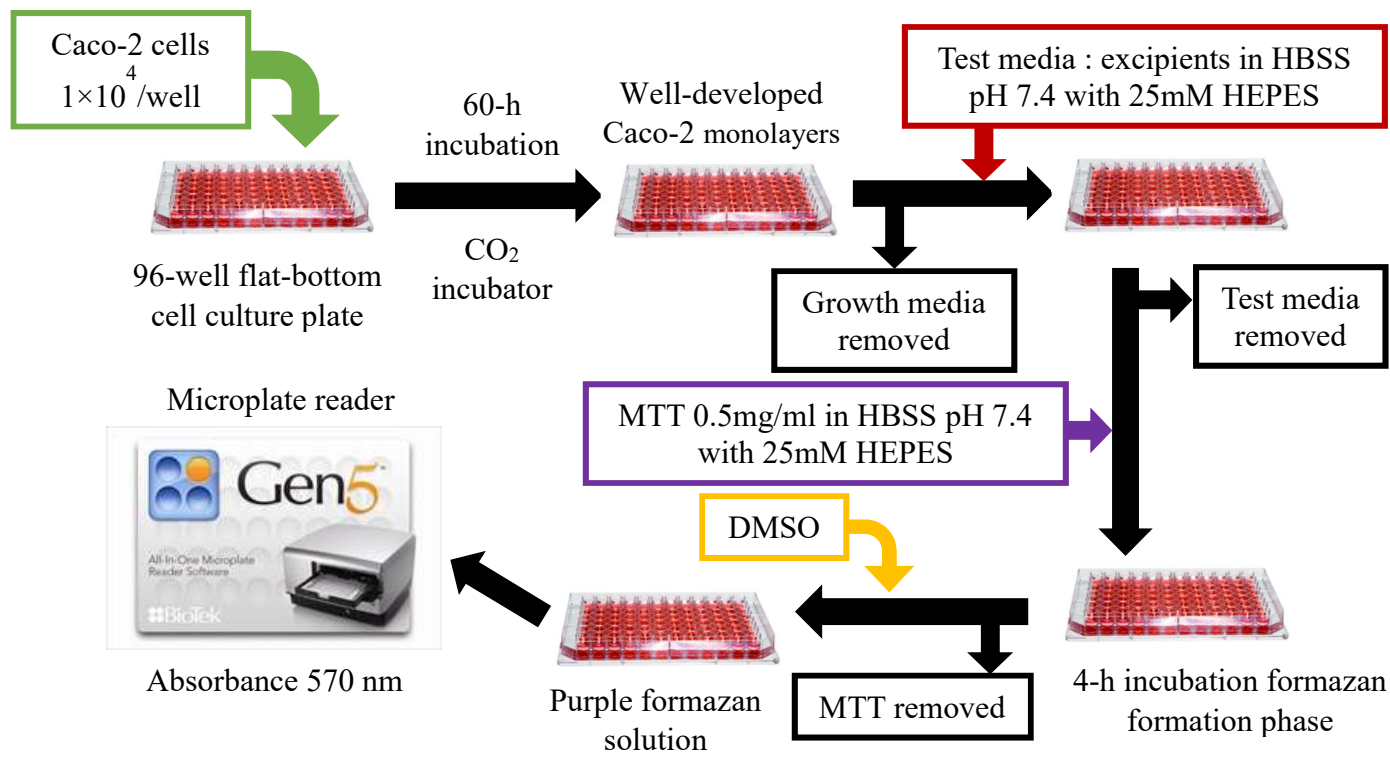 Caco-2 cells
1×10⁴/well
60-h
incubation
CO₂
incubator
Well-developed
Caco-2 monolayers
Test media : excipients in HBSS
pH 7.4 with 25mM HEPES
96-well flat-bottom
cell culture plate
Growth media
removed
Test media
removed
MTT 0.5mg/ml in HBSS pH 7.4
with 25mM HEPES
DMSO
4-h incubation formazan
formation phase
MTT removed
Purple formazan
solution
Microplate reader
Gen5™
All-In-One Microplate
Reader Software
BioTek
Absorbance 570 nm